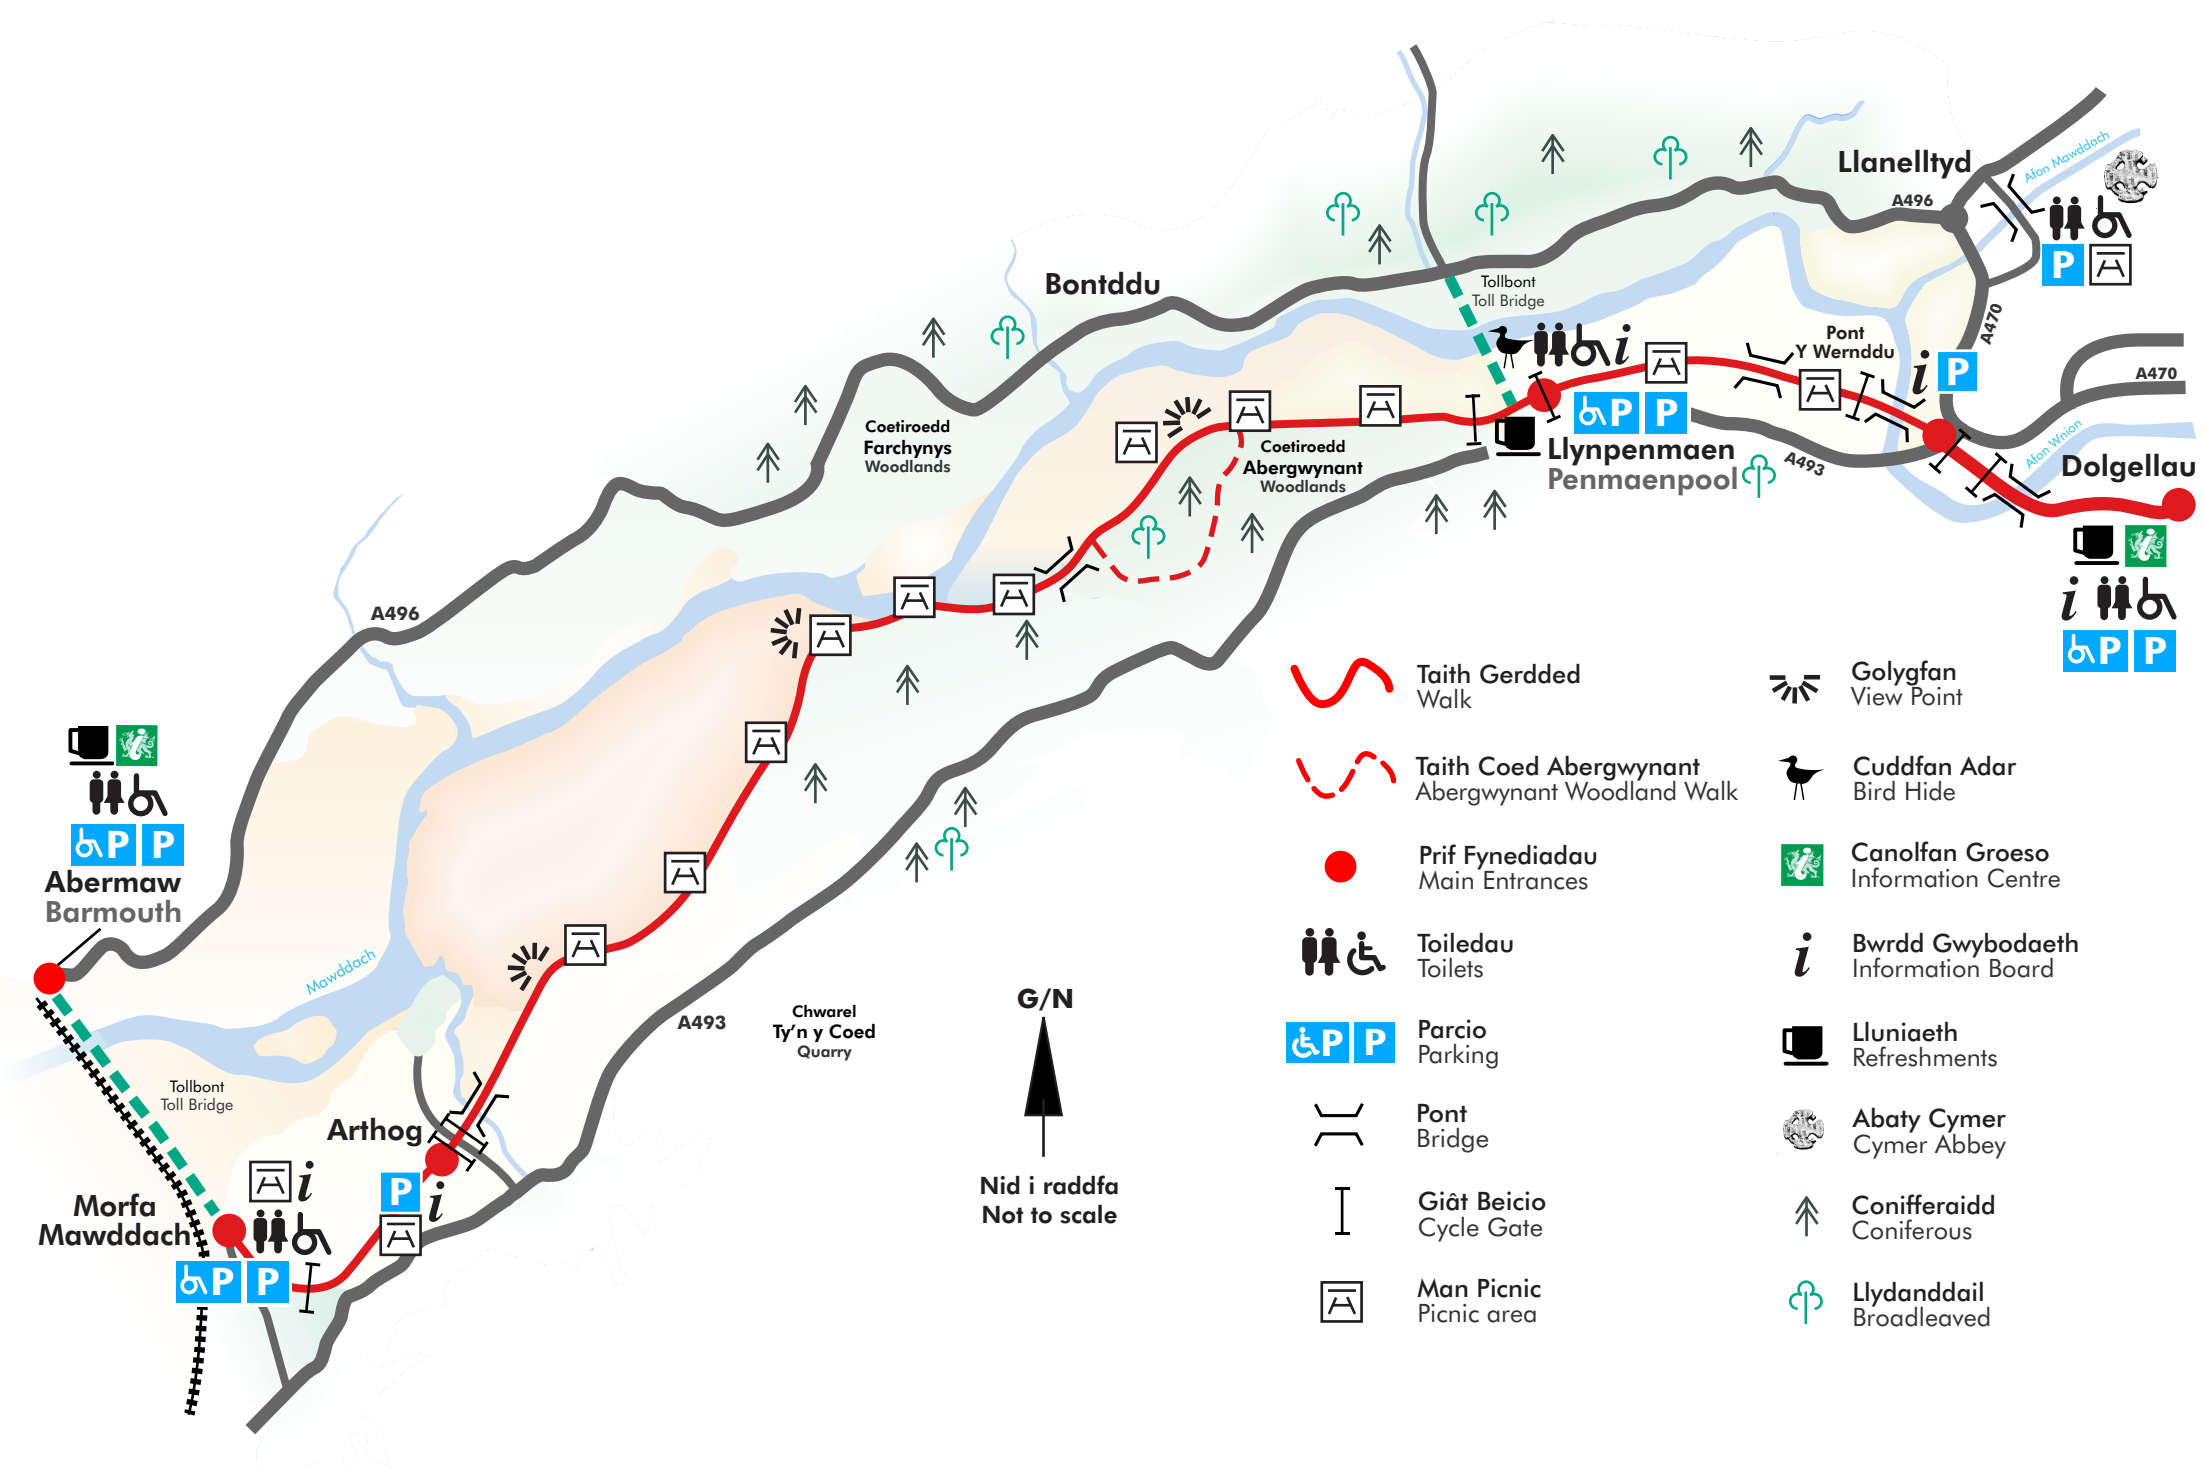 Llanelltyd
Afon Mawddach
A496
P
Bontddu
Tollbont
Toll Bridge
A470
Pont
Y Wernddu
i
i
P
A470
P P
Coetiroedd
Farchynys
Woodlands
Coetiroedd
Abergwynant
Woodlands
Llynpenmaen
Penmaenpool
A493
Afon Wnion
Dolgellau
i
P P
A496
P P
Abermaw
Barmouth
Mawddach
Tollbont
Toll Bridge
A493
Chwarel
Ty'n y Coed
Quarry
Arthog
P
i
i
Morfa
Mawddach
P P
G/N
Nid i raddfa
Not to scale
Taith Gerdded
Walk
Taith Coed Abergwynant
Abergwynant Woodland Walk
Prif Fynediadau
Main Entrances
Toiledau
Toilets
P P
Parcio
Parking
Pont
Bridge
Giât Beicio
Cycle Gate
Man Picnic
Picnic area
Golygfan
View Point
Cuddfan Adar
Bird Hide
Canolfan Groeso
Information Centre
i
Bwrdd Gwybodaeth
Information Board
Lluniaeth
Refreshments
Abaty Cymer
Cymer Abbey
Conifferaidd
Coniferous
Llydanddail
Broadleaved